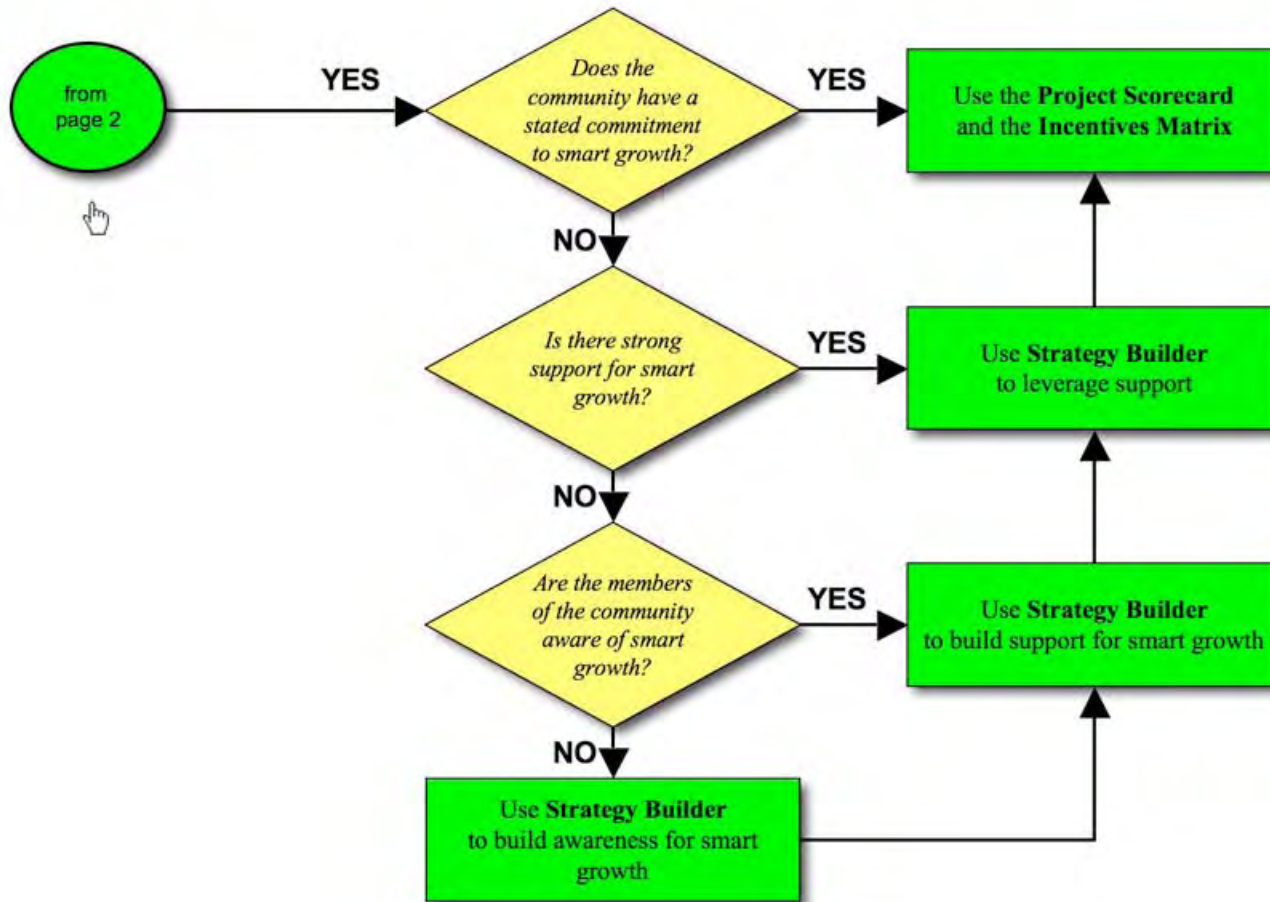 from
page 2
YES
Does the
community have a
stated commitment
to smart growth?
YES
Use the Project Scorecard
and the Incentives Matrix
NO
Is there strong
support for smart
growth?
YES
Use Strategy Builder
to leverage support
NO
Are the members
of the community
aware of smart
growth?
YES
Use Strategy Builder
to build support for smart growth
NO
Use Strategy Builder
to build awareness for smart
growth